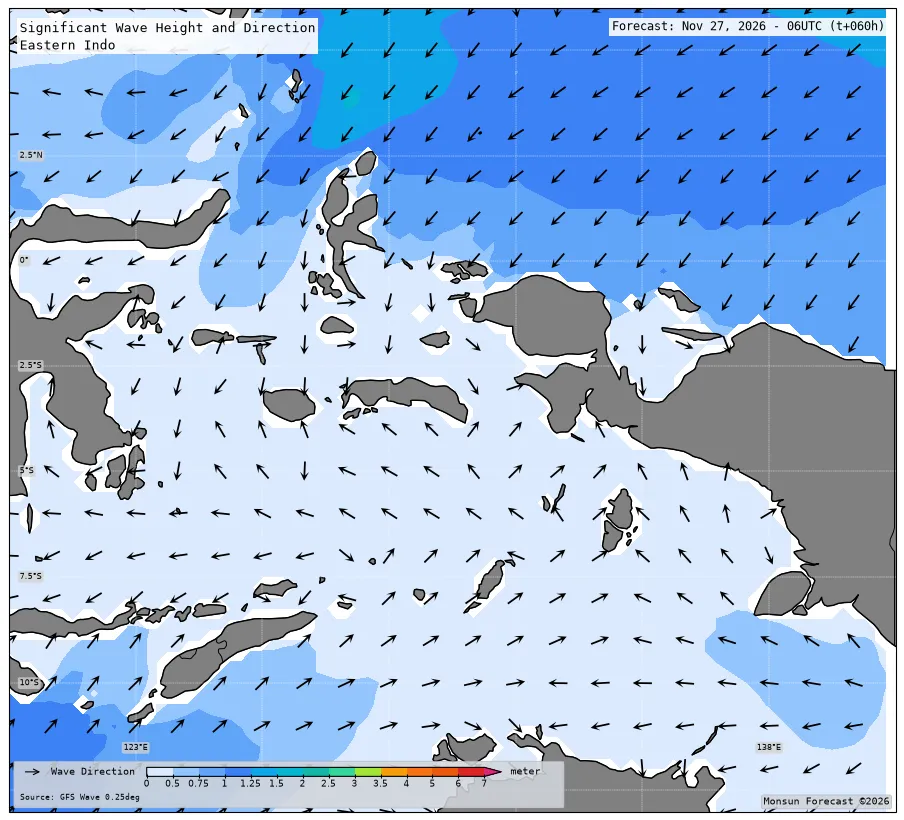 Significant Wave Height and Direction
Eastern Indo
Forecast: Nov 27, 2026 - 06UTC (t+060h)
2.5°N
0°
2.5°S
5°S
7.5°S
10°S
123°E
138°E
Wave Direction
meter
0 0.5 0.75 1 1.25 1.5 2 2.5 3 3.5 4 5 6 7
Source: GFS Wave 0.25deg
Monsun Forecast ©2026